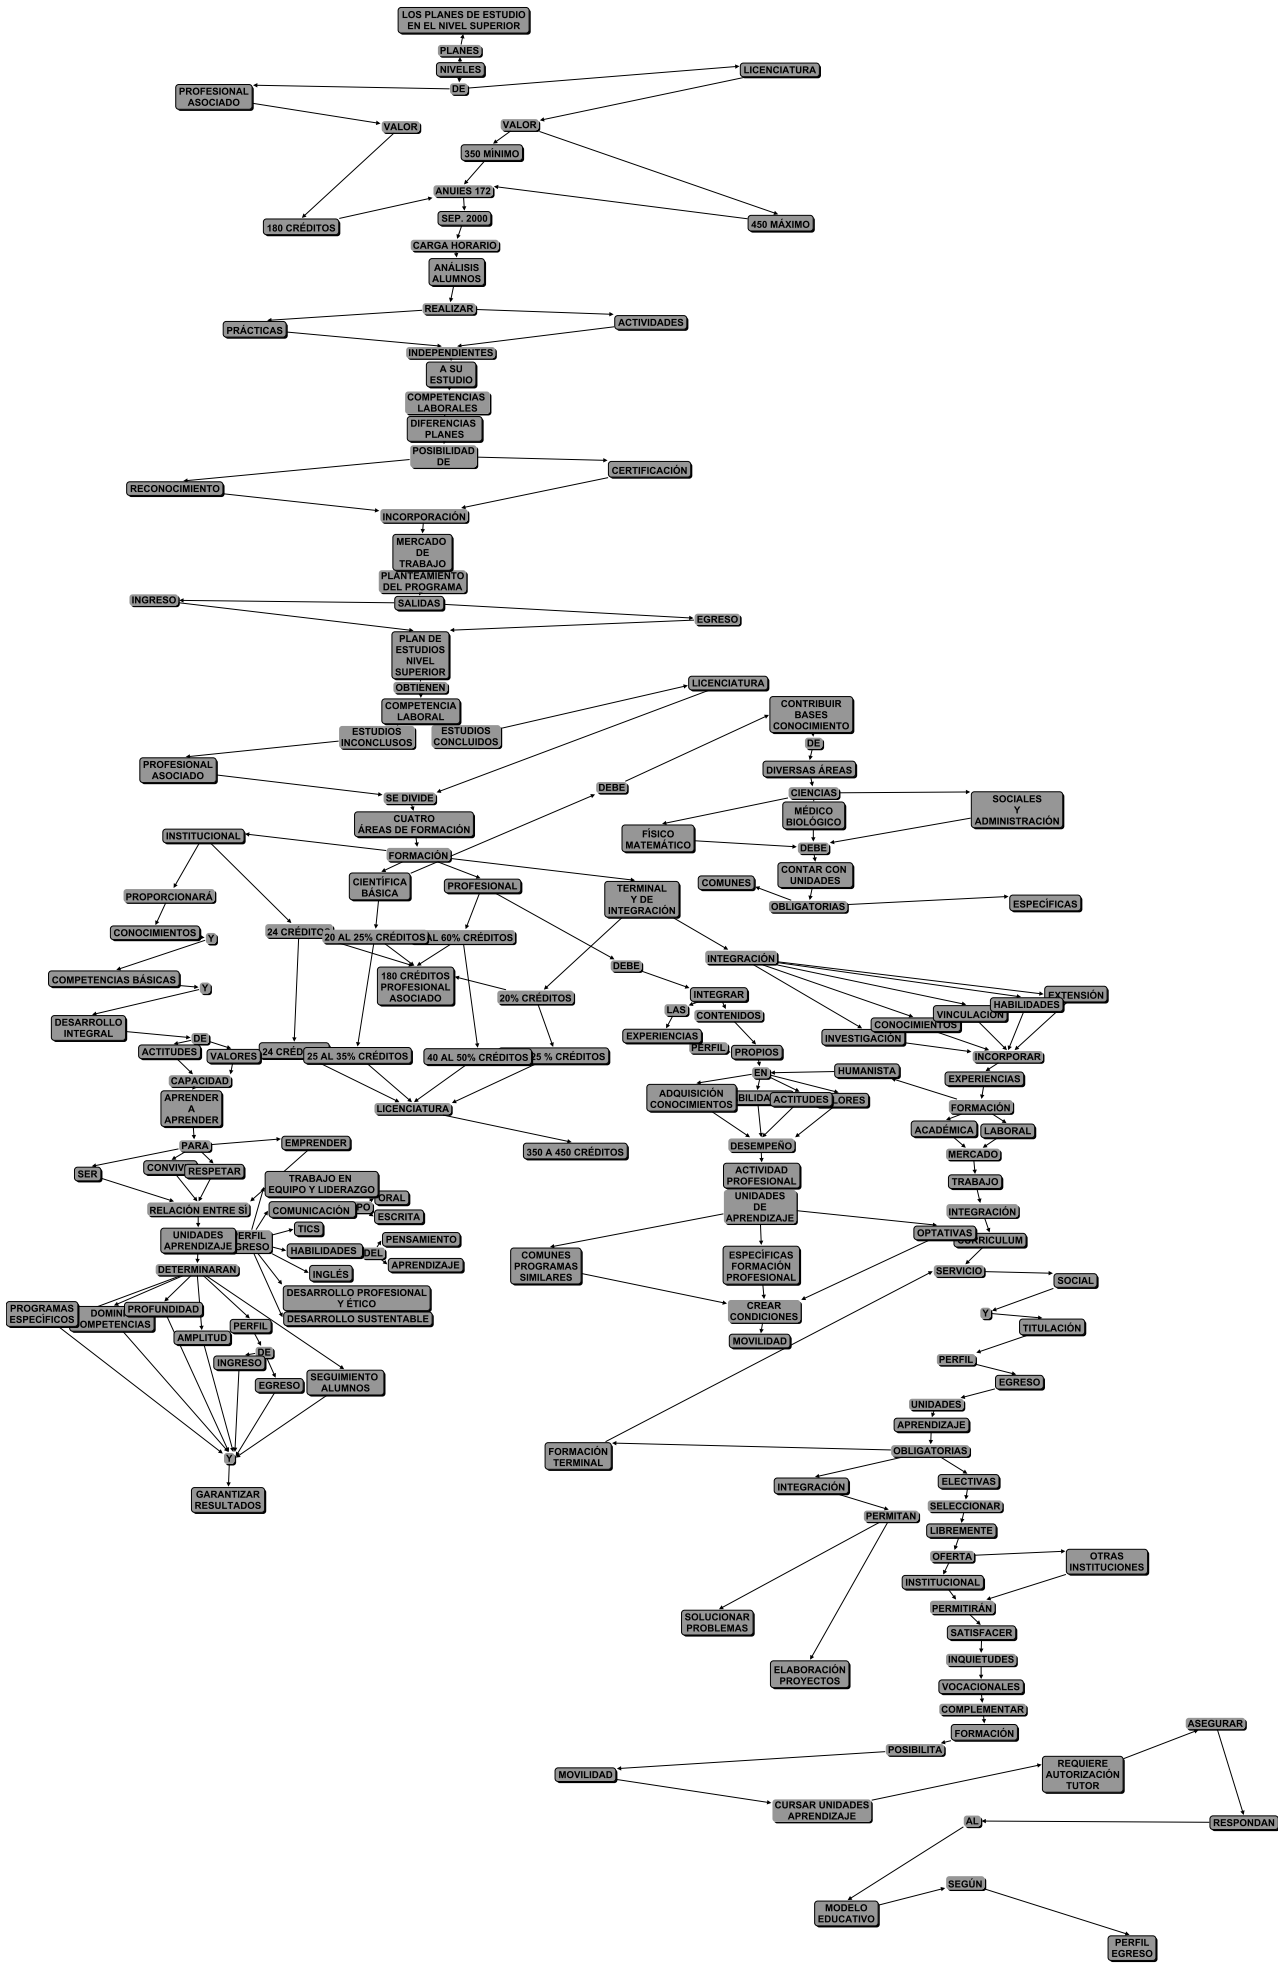 LOS PLANES DE ESTUDIO
EN EL NIVEL SUPERIOR
PLANES
NIVELES
DE
LICENCIATURA
PROFESIONAL
ASOCIADO
VALOR
VALOR
350 MÍNIMO
ANUIES 172
SEP. 2000
180 CRÉDITOS
450 MÁXIMO
CARGA HORARIO
ANÁLISIS
ALUMNOS
REALIZAR
PRÁCTICAS
ACTIVIDADES
INDEPENDIENTES
A SU
ESTUDIO
COMPETENCIAS
LABORALES
DIFERENCIAS
PLANES
POSIBILIDAD
DE
CERTIFICACIÓN
RECONOCIMIENTO
INCORPORACIÓN
MERCADO
DE
TRABAJO
PLANTEAMIENTO
DEL PROGRAMA
INGRESO
SALIDAS
EGRESO
PLAN DE
ESTUDIOS
NIVEL
SUPERIOR
OBTIENEN
COMPETENCIA
LABORAL
LICENCIATURA
ESTUDIOS
INCONCLUSOS
ESTUDIOS
CONCLUIDOS
PROFESIONAL
ASOCIADO
SE DIVIDE
CUATRO
ÁREAS DE FORMACIÓN
FORMACIÓN
DEBE
CONTRIBUIR
BASES
CONOCIMIENTO
DE
DIVERSAS ÁREAS
CIENCIAS
FÍSICO
MATEMÁTICO
MÉDICO
BIOLÓGICO
SOCIALES
Y
ADMINISTRACIÓN
DEBE
CONTAR CON
UNIDADES
COMUNES
OBLIGATORIAS
ESPECÍFICAS
INSTITUCIONAL
CIENTÍFICA
BÁSICA
PROFESIONAL
TERMINAL
Y DE
INTEGRACIÓN
PROPORCIONARÁ
CONOCIMIENTOS
Y
COMPETENCIAS BÁSICAS
Y
DESARROLLO
INTEGRAL
DE
ACTITUDES
VALORES
CAPACIDAD
APRENDER
A
APRENDER
PARA
EMPRENDER
SER
RESPETAR
RELACIÓN ENTRE SÍ
UNIDADES
APRENDIZAJE
DETERMINARAN
24 CRÉDITOS
20 AL 25% CRÉDITOS
AL 60% CRÉDITOS
180 CRÉDITOS
PROFESIONAL
ASOCIADO
20% CRÉDITOS
24
25 AL 35% CRÉDITOS
40 AL 50% CRÉDITOS
25 % CRÉDITOS
LICENCIATURA
350 A 450 CRÉDITOS
DEBE
INTEGRAR
LAS
CONTENIDOS
EXPERIENCIAS
PERFIL
PROPIOS
EN
HUMANISTA
ADQUISICIÓN
CONOCIMIENTOS
ACTITUDES
DESEMPEÑO
ACTIVIDAD
PROFESIONAL
UNIDADES
DE
APRENDIZAJE
COMUNES
PROGRAMAS
SIMILARES
ESPECÍFICAS
FORMACIÓN
PROFESIONAL
OPTATIVAS
CREAR
CONDICIONES
MOVILIDAD
INTEGRACIÓN
INVESTIGACIÓN
CONOCIMIENTOS
VINCULACIÓN
HABILIDADES
EXTENSIÓN
INCORPORAR
EXPERIENCIAS
FORMACIÓN
ACADÉMICA
LABORAL
MERCADO
TRABAJO
INTEGRACIÓN
CURRICULUM
SERVICIO
SOCIAL
Y
TITULACIÓN
PERFIL
EGRESO
UNIDADES
APRENDIZAJE
OBLIGATORIAS
FORMACIÓN
TERMINAL
TRABAJO EN
EQUIPO Y LIDERAZGO
COMUNICACIÓN
ORAL
ESCRITA
TICS
HABILIDADES
DEL
PENSAMIENTO
APRENDIZAJE
INGLÉS
DESARROLLO PROFESIONAL
Y ÉTICO
DESARROLLO SUSTENTABLE
PROGRAMAS
ESPECÍFICOS
PROFUNDIDAD
AMPLITUD
PERFIL
DE
INGRESO
EGRESO
SEGUIMIENTO
ALUMNOS
Y
GARANTIZAR
RESULTADOS
INTEGRACIÓN
ELECTIVAS
PERMITAN
SELECCIONAR
LIBREMENTE
OFERTA
OTRAS
INSTITUCIONES
INSTITUCIONAL
PERMITIRÁN
SOLUCIONAR
PROBLEMAS
ELABORACIÓN
PROYECTOS
SATISFACER
INQUIETUDES
VOCACIONALES
COMPLEMENTAR
FORMACIÓN
POSIBILITA
MOVILIDAD
CURSAR UNIDADES
APRENDIZAJE
REQUIERE
AUTORIZACIÓN
TUTOR
ASEGURAR
RESPONDAN
AL
MODELO
EDUCATIVO
SEGÚN
PERFIL
EGRESO